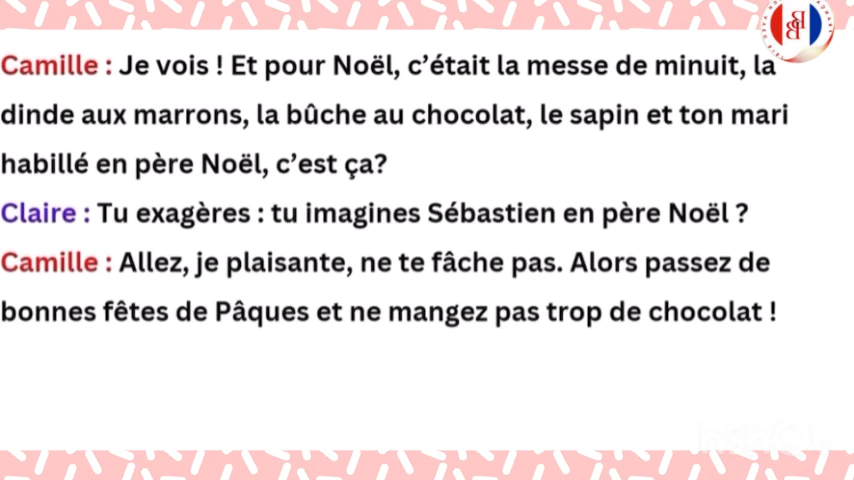 Camille : Je vois ! Et pour Noël, c’était la messe de minuit, la
dinde aux marrons, la bûche au chocolat, le sapin et ton mari
habillé en père Noël, c’est ça?
Claire : Tu exagères : tu imagines Sébastien en père Noël ?
Camille : Allez, je plaisante, ne te fâche pas. Alors passez de
bonnes fêtes de Pâques et ne mangez pas trop de chocolat !
InShOt